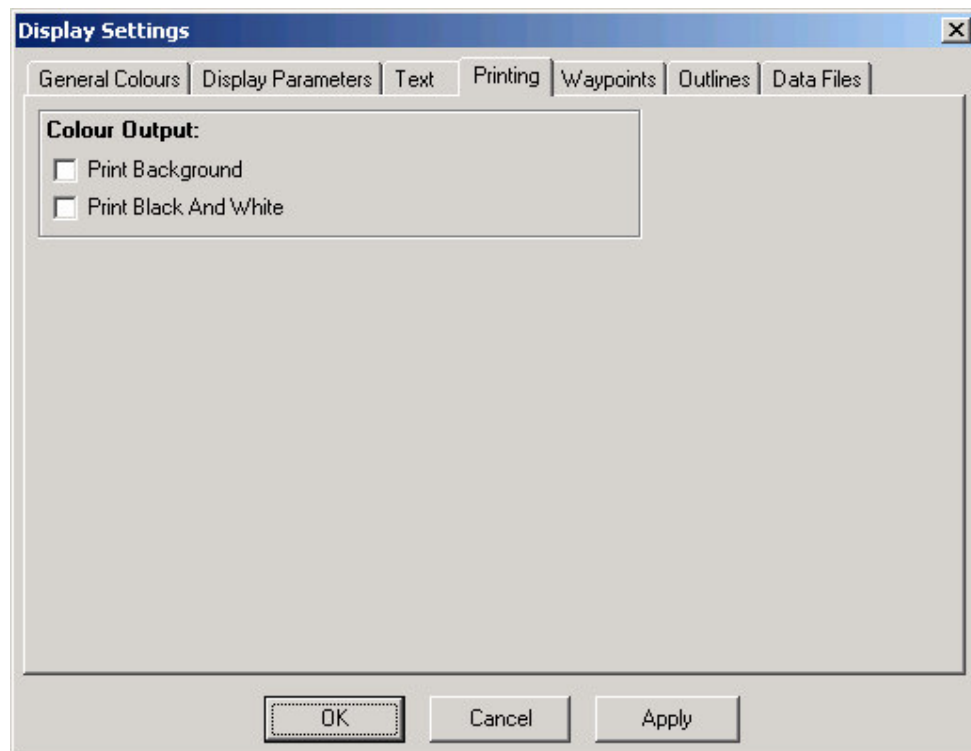 Display Settings
General Colours Display Parameters Text Printing Waypoints Outlines Data Files
Colour Output:
Print Background
Print Black And White
OK Cancel Apply